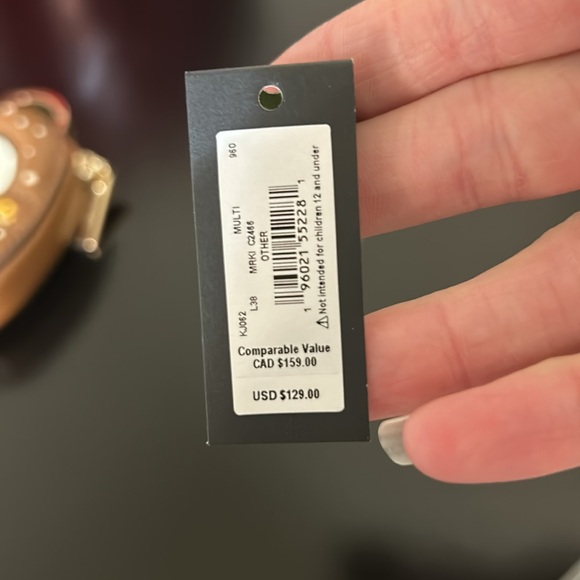 960
KJ062 MULTI
L38 MRKI C2466
OTHER
1 96021 55228 1
⚠Not intended for children 12 and under
Comparable Value
CAD $159.00
USD $129.00